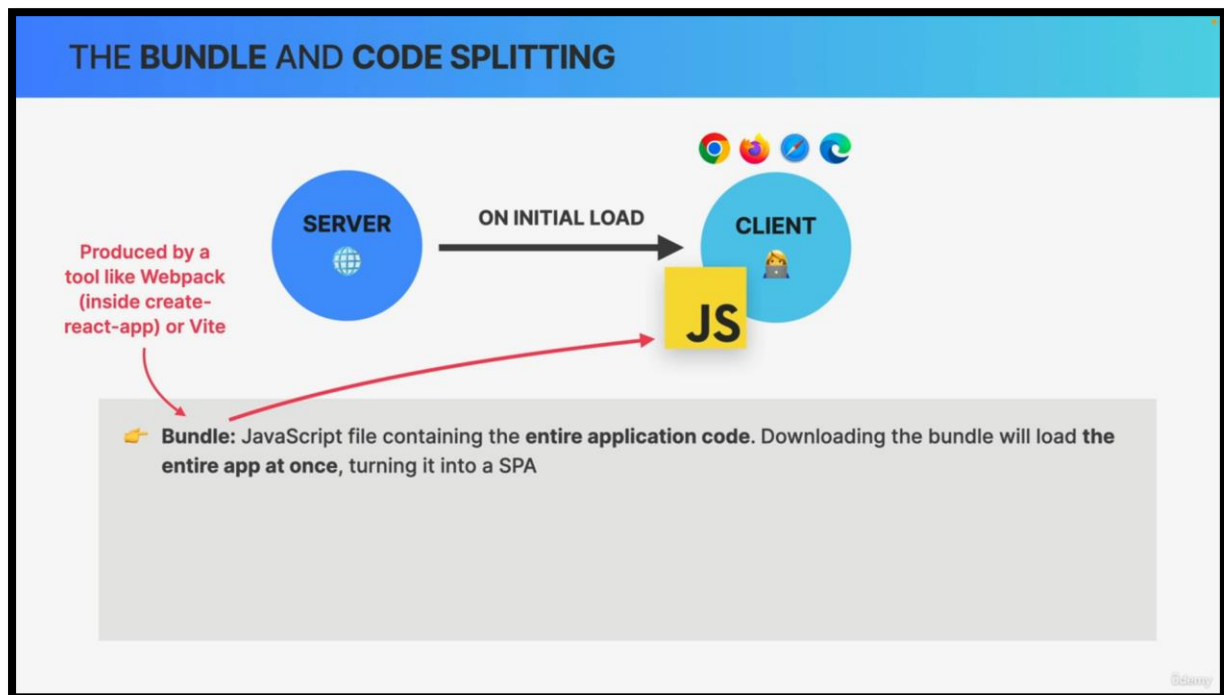 THE BUNDLE AND CODE SPLITTING
SERVER
ON INITIAL LOAD
CLIENT
JS
Produced by a
tool like Webpack
(inside create-
react-app) or Vite
Bundle: JavaScript file containing the entire application code. Downloading the bundle will load the
entire app at once, turning it into a SPA
Udemy